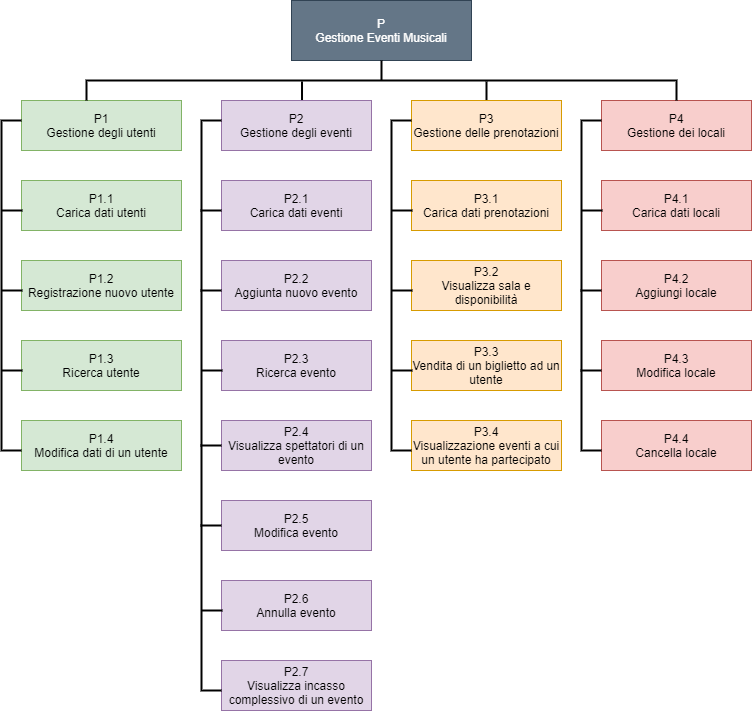 P
Gestione Eventi Musicali
P1
Gestione degli utenti
P1.1
Carica dati utenti
P1.2
Registrazione nuovo utente
P1.3
Ricerca utente
P1.4
Modifica dati di un utente
P2
Gestione degli eventi
P2.1
Carica dati eventi
P2.2
Aggiunta nuovo evento
P2.3
Ricerca evento
P2.4
Visualizza spettatori di un
evento
P2.5
Modifica evento
P2.6
Annulla evento
P2.7
Visualizza incasso
complessivo di un evento
P3
Gestione delle prenotazioni
P3.1
Carica dati prenotazioni
P3.2
Visualizza sala e
disponibilità
P3.3
Vendita di un biglietto ad un
utente
P3.4
Visualizzazione eventi a cui
un utente ha partecipato
P4
Gestione dei locali
P4.1
Carica dati locali
P4.2
Aggiungi locale
P4.3
Modifica locale
P4.4
Cancella locale